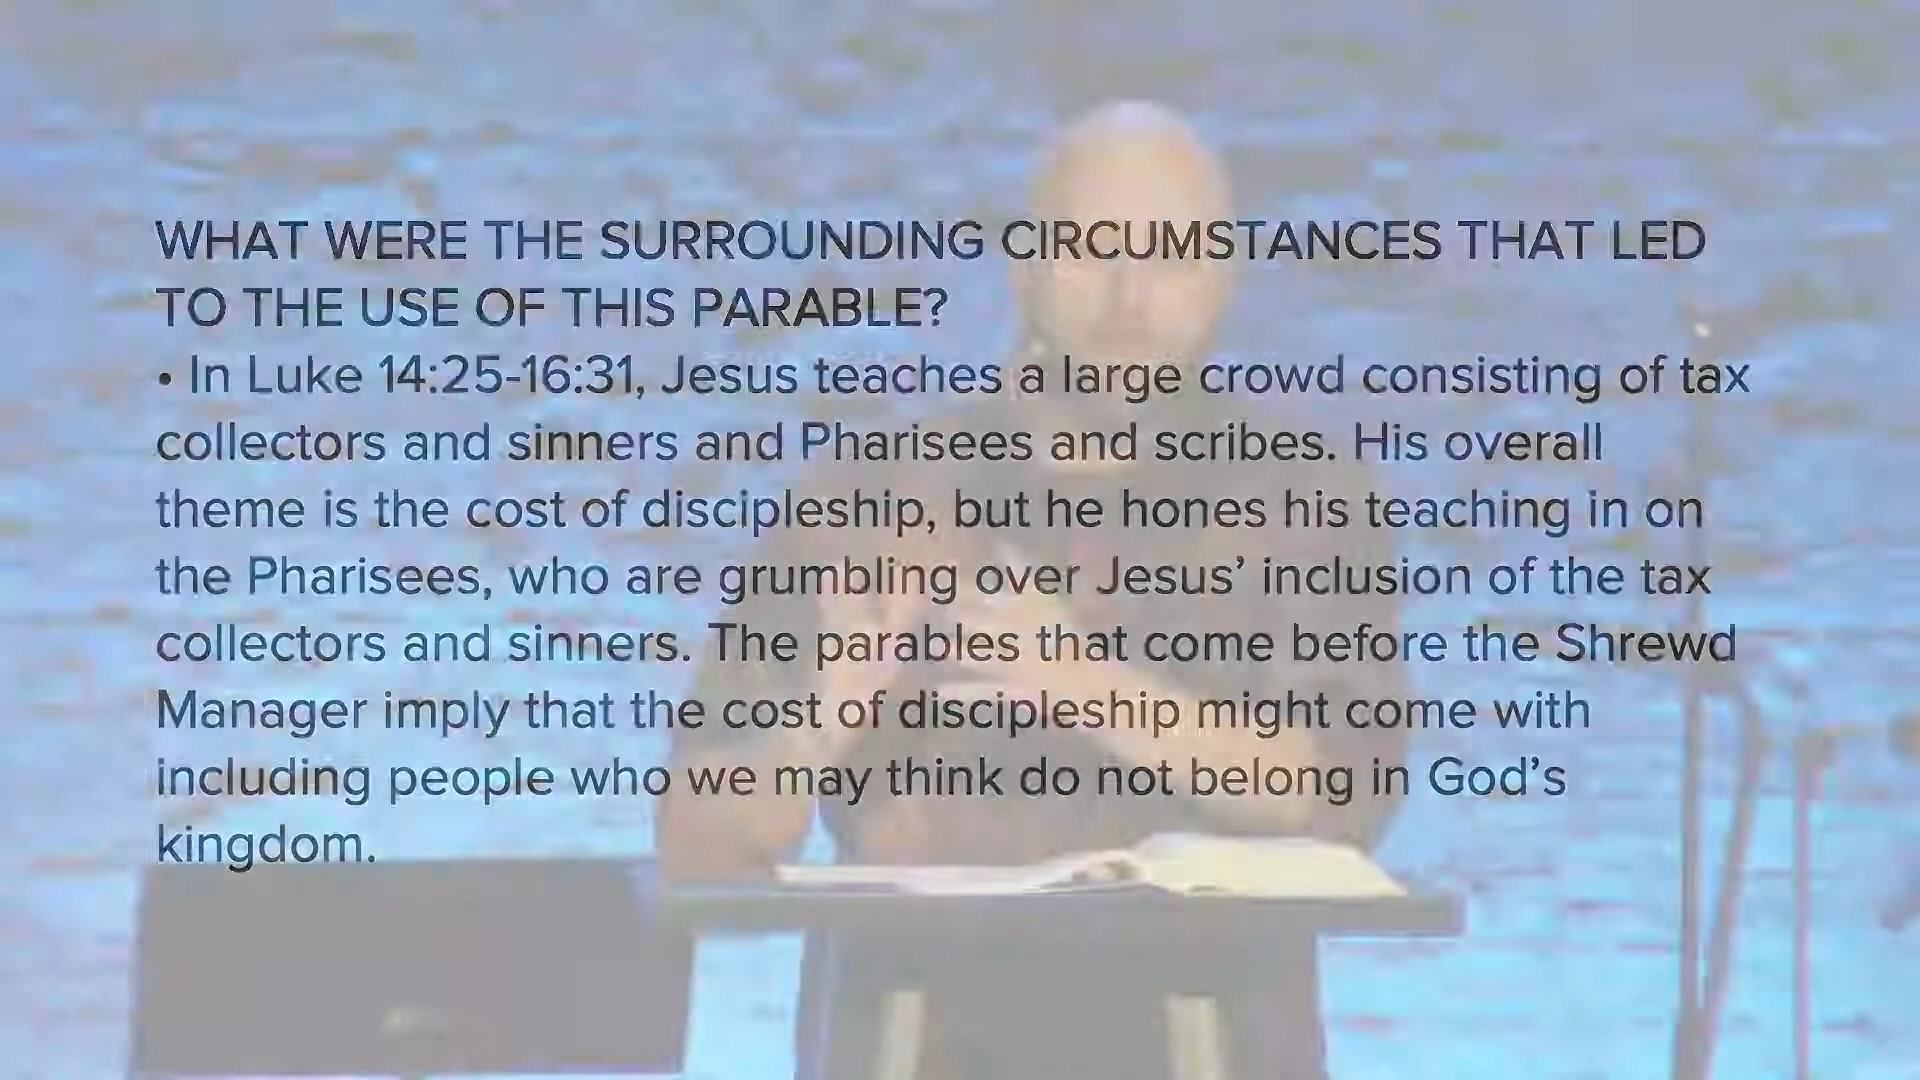 WHAT WERE THE SURROUNDING CIRCUMSTANCES THAT LED
TO THE USE OF THIS PARABLE?
• In Luke 14:25-16:31, Jesus teaches a large crowd consisting of tax
collectors and sinners and Pharisees and scribes. His overall
theme is the cost of discipleship, but he hones his teaching in on
the Pharisees, who are grumbling over Jesus’ inclusion of the tax
collectors and sinners. The parables that come before the Shrewd
Manager imply that the cost of discipleship might come with
including people who we may think do not belong in God’s
kingdom.